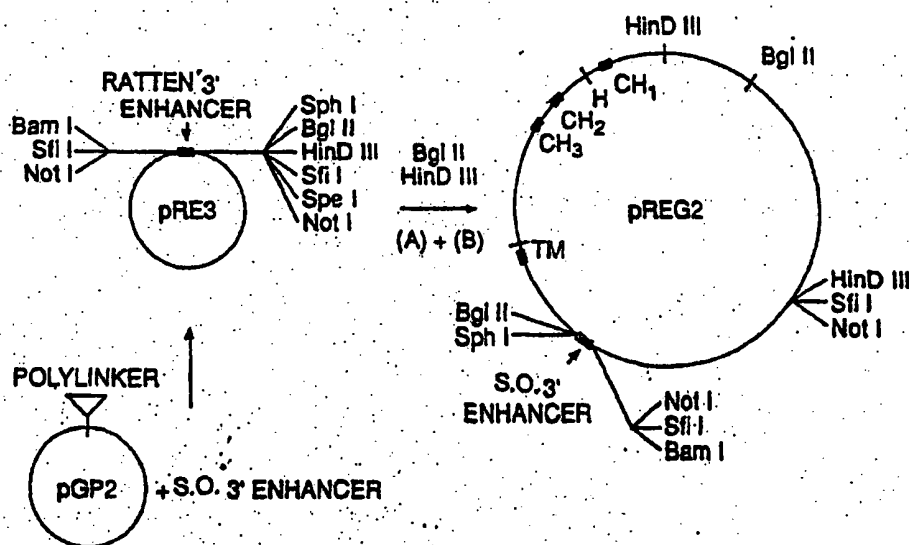 RATTEN 3'
ENHANCER
Bam I
Sfi I
Not I
Sph I
Bgl II
HinD III
Sfi I
Spe I
Not I
pRE3
Bgl II
HinD III
(A) + (B)
POLYLINKER
pGP2
+ S.O. 3' ENHANCER
HinD III
Bgl II
CH1
H
CH2
CH3
pREG2
TM
Bgl II
Sph I
S.O. 3'
ENHANCER
HinD III
Sfi I
Not I
Not I
Sfi I
Bam I